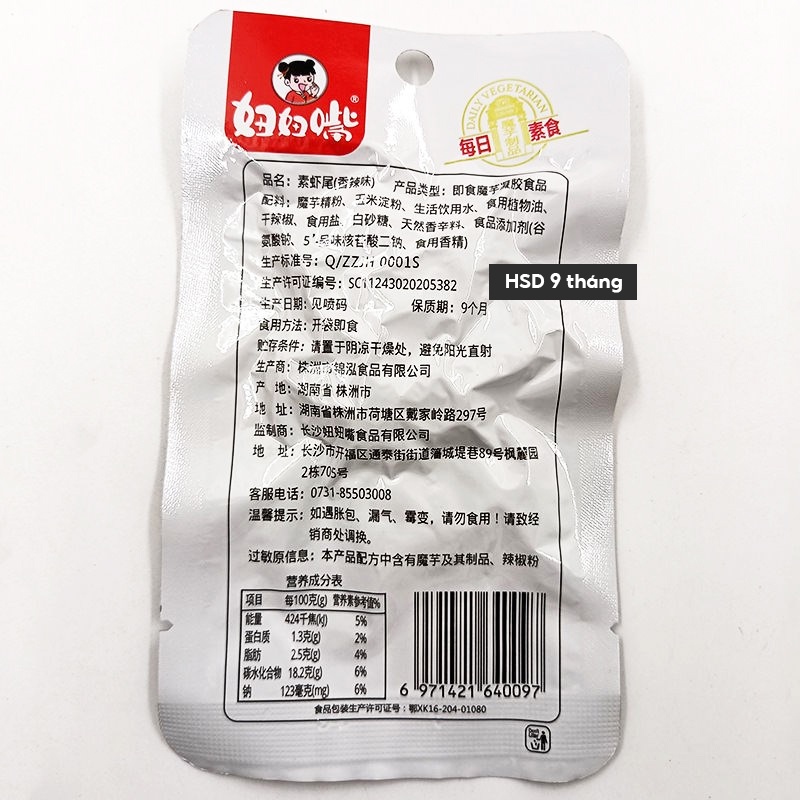 妞妞嘴®
DAILY VEGETARIAN
每日 魔芋制品 素食
品名：素虾尾(香辣味) 产品类型：即食魔芋凝胶食品
配料：魔芋精粉、玉米淀粉、生活饮用水、食用植物油、
干辣椒、食用盐、白砂糖、天然香辛料、食品添加剂(谷
氨酸钠、5'-呈味核苷酸二钠、食用香精)
生产标准号：Q/ZZJH 0001S
生产许可证编号：SC11243020205382
HSD 9 tháng
生产日期：见喷码 保质期：9个月
食用方法：开袋即食
贮存条件：请置于阴凉干燥处，避免阳光直射
生产商：株洲市锦泓食品有限公司
产 地：湖南省 株洲市
地 址：湖南省株洲市荷塘区戴家岭路297号
监制商：长沙妞妞嘴食品有限公司
地 址：长沙市开福区通泰街街道潘城堤巷89号枫麓园
2栋705号
客服电话：0731-85503008
温馨提示：如遇胀包、漏气、霉变，请勿食用！请致经
销商处调换。
过敏原信息：本产品配方中含有魔芋及其制品、辣椒粉
营养成分表
项目 每100克(g) 营养素参考值%
能量 424千焦(kJ) 5%
蛋白质 1.3克(g) 2%
脂肪 2.5克(g) 4%
碳水化合物 18.2克(g) 6%
钠 123毫克(mg) 6%
6 971421 640097
食品包装生产许可证号：鄂XK16-204-01080